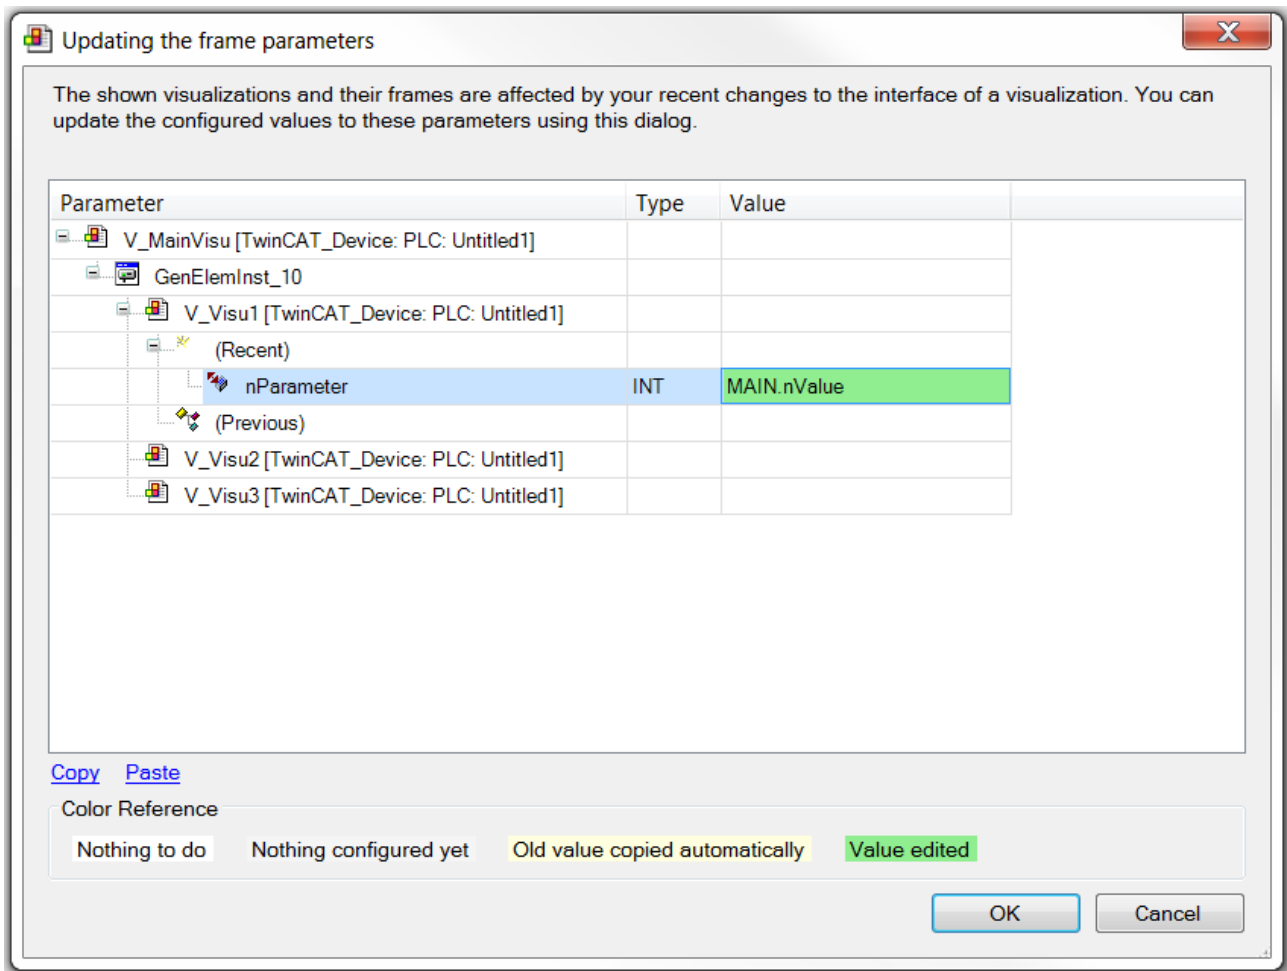 Updating the frame parameters
The shown visualizations and their frames are affected by your recent changes to the interface of a visualization. You can
update the configured values to these parameters using this dialog.
Parameter Type Value
V_MainVisu [TwinCAT_Device: PLC: Untitled1]
GenElemInst_10
V_Visu1 [TwinCAT_Device: PLC: Untitled1]
(Recent)
nParameter INT MAIN.nValue
(Previous)
V_Visu2 [TwinCAT_Device: PLC: Untitled1]
V_Visu3 [TwinCAT_Device: PLC: Untitled1]
Copy Paste
Color Reference
Nothing to do Nothing configured yet Old value copied automatically Value edited
OK Cancel